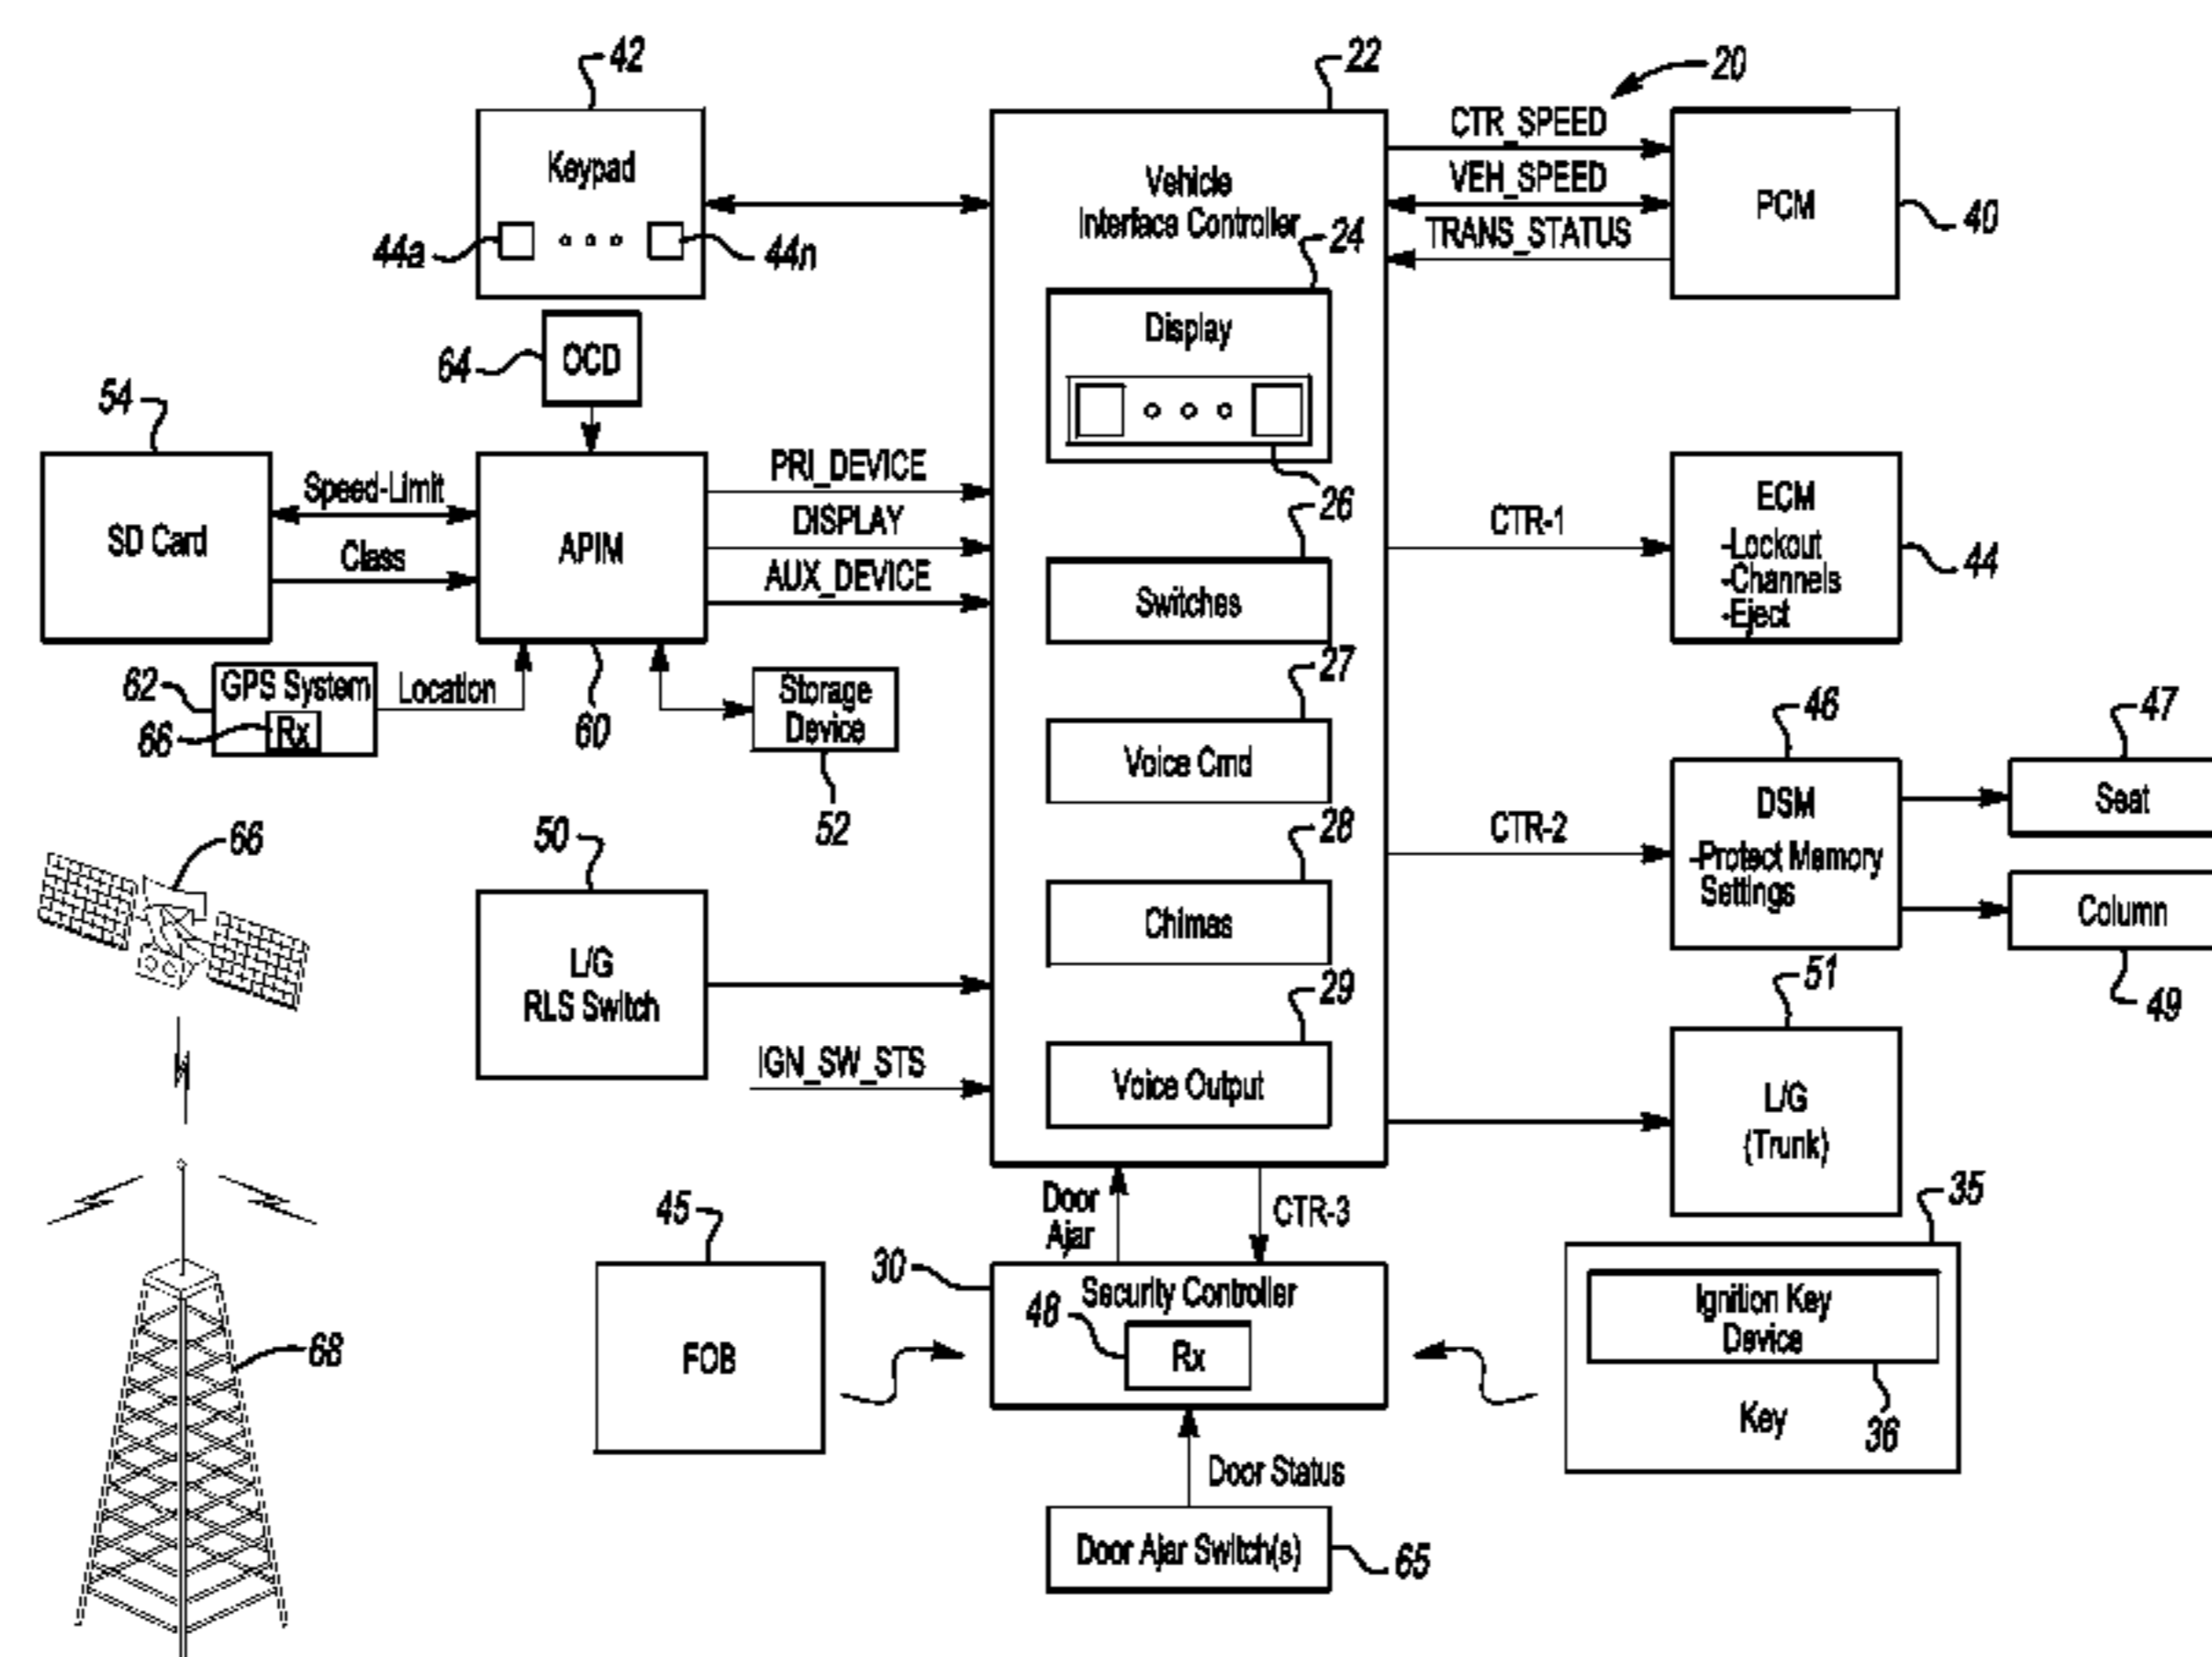 42
22
20
Keypad
44a
44n
Vehicle
Interface Controller
24
CTR_SPEED
VEH_SPEED
TRANS_STATUS
PCM
40
64
OCD
Display
26
54
SD Card
Speed-Limit
Class
APIM
60
PRI_DEVICE
DISPLAY
AUX_DEVICE
26
Switches
CTR-1
ECM
-Lockout
-Channels
-Eject
44
62
GPS System
66
Rx
Location
Storage
Device
52
27
Voice Cmd
46
DSM
-Protect Memory
Settings
CTR-2
47
Seat
Column
49
66
50
L/G
RLS Switch
28
Chimas
IGN_SW_STS
29
Voice Output
51
L/G
(Trunk)
Door
Ajar
CTR-3
68
45
FOB
30
Security Controller
48
Rx
35
Ignition Key
Device
36
Key
Door Status
Door Ajar Switch(s)
65